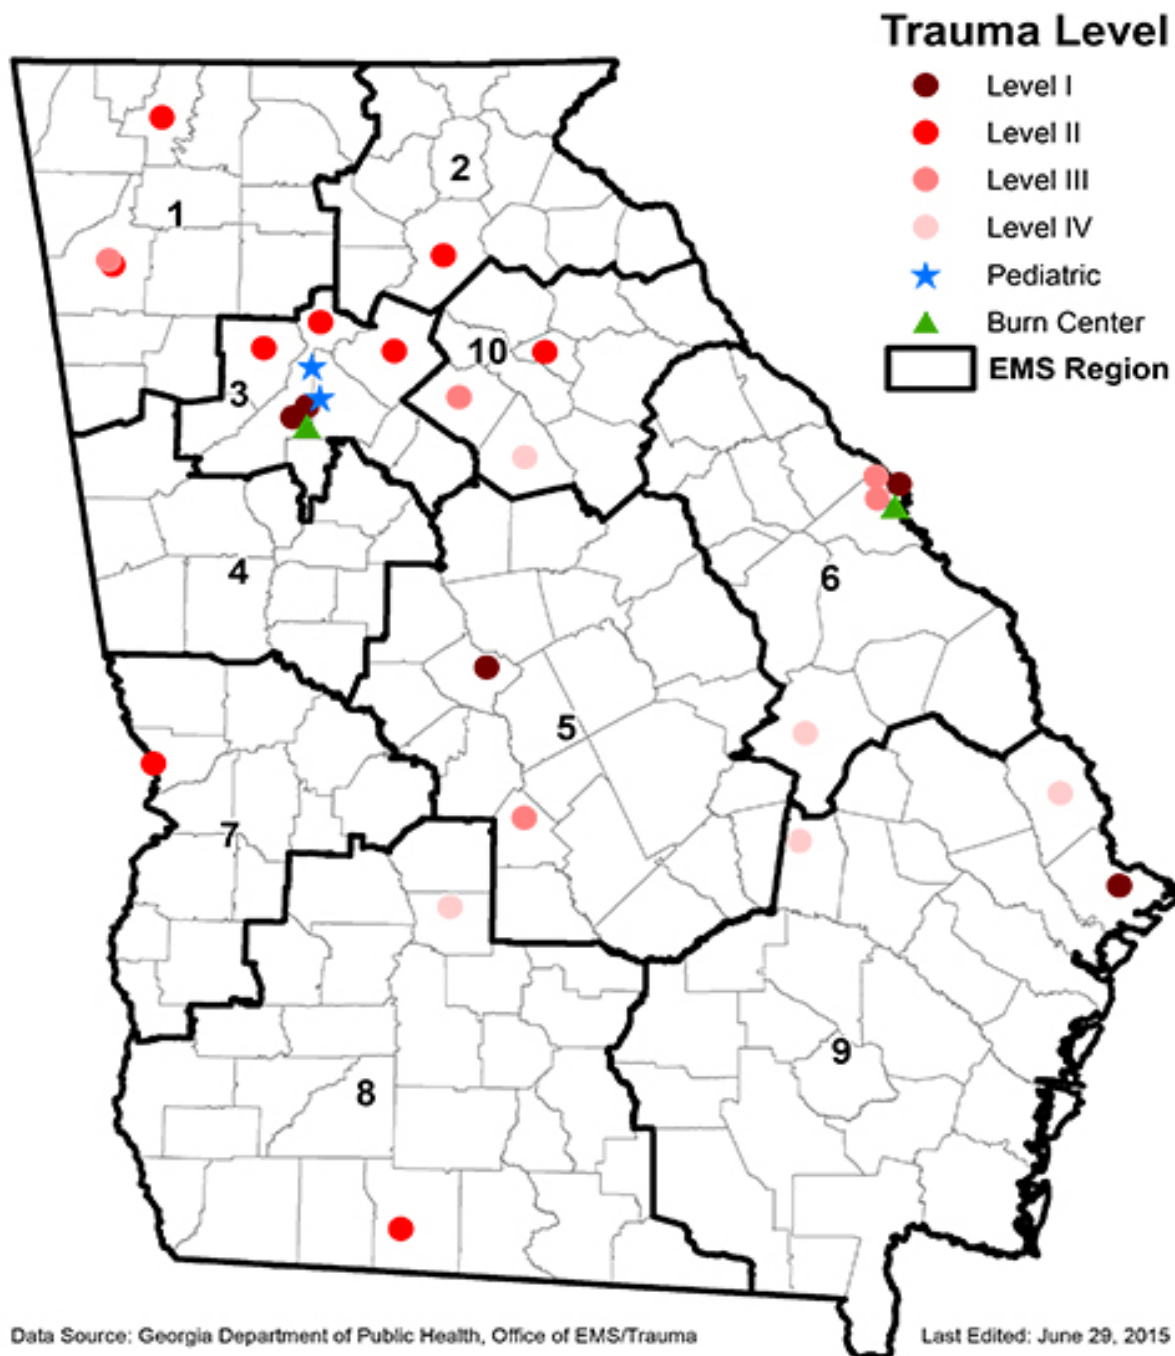 Trauma Level
Level I
Level II
Level III
Level IV
Pediatric
Burn Center
EMS Region
1
2
3
10
4
5
6
7
8
9
Data Source: Georgia Department of Public Health, Office of EMS/Trauma
Last Edited: June 29, 2015